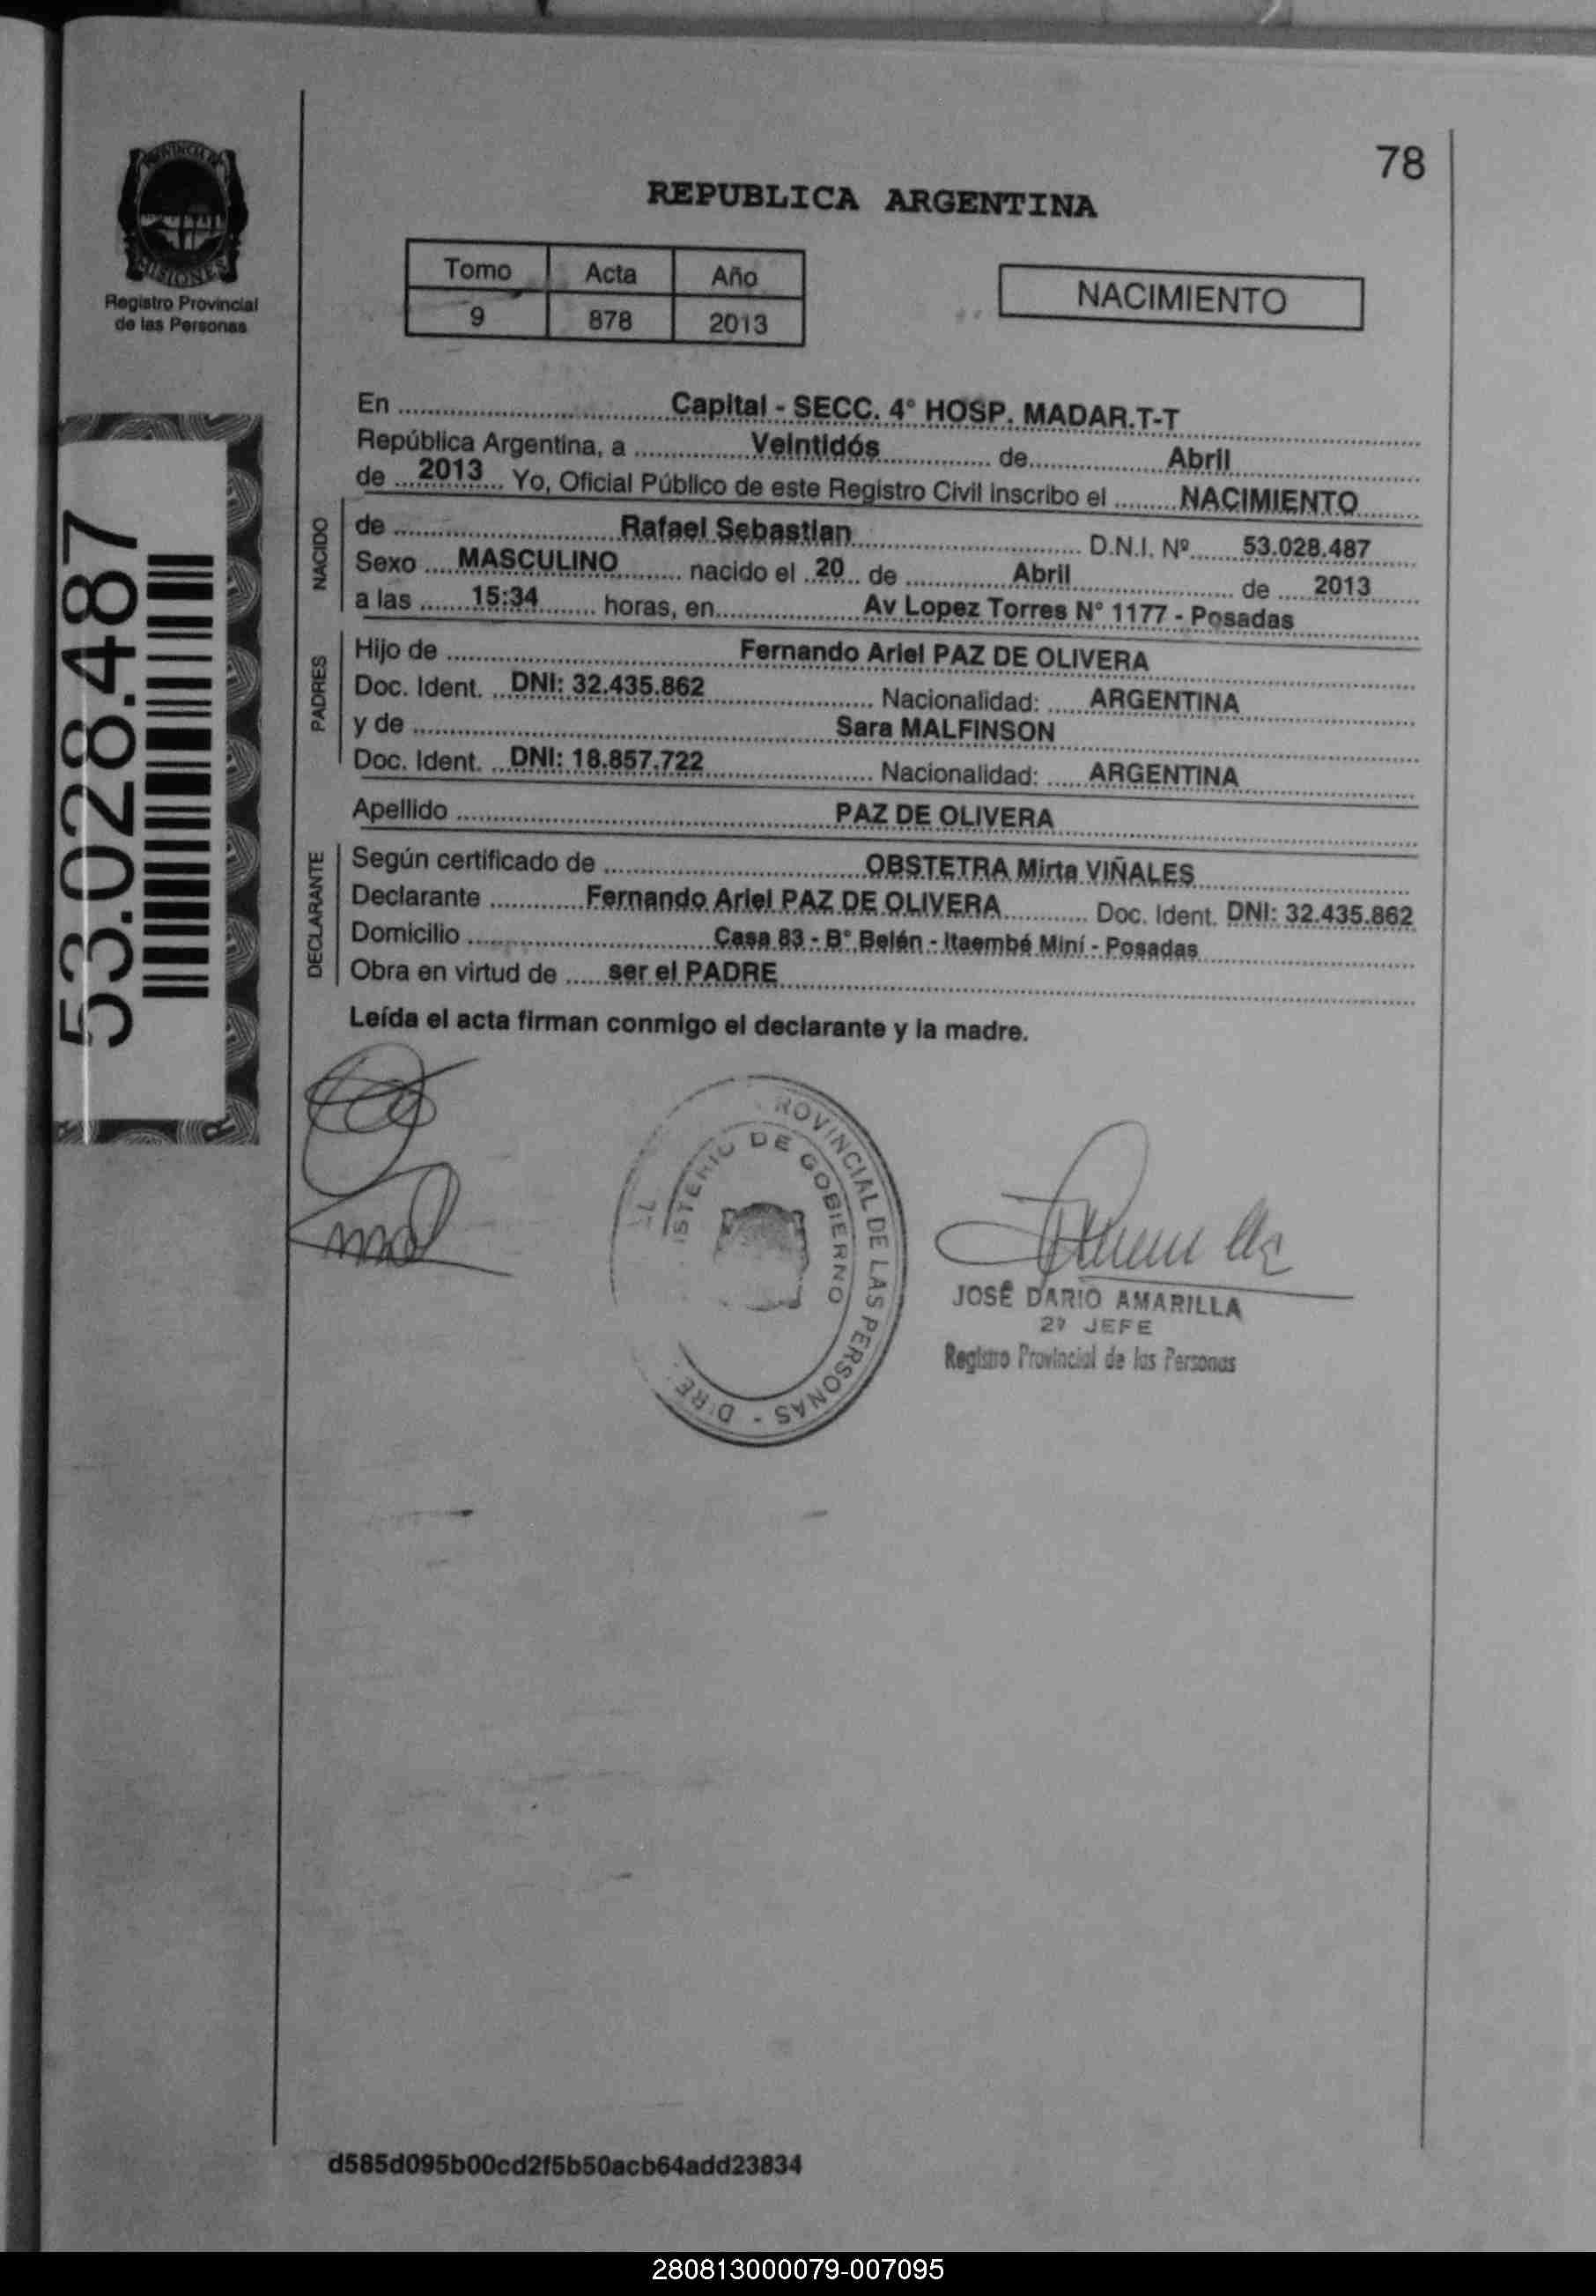 78
PROVINCIA DE
MISIONES
Registro Provincial
de las Personas
REPUBLICA ARGENTINA
Tomo Acta Año
9 878 2013
NACIMIENTO
53.028.487
En Capital - SECC. 4° HOSP. MADAR.T-T
República Argentina, a Veintidós de Abril
de 2013 Yo, Oficial Público de este Registro Civil inscribo el NACIMIENTO
NACIDO
de Rafael Sebastian D.N.I. Nº 53.028.487
Sexo MASCULINO nacido el 20 de Abril de 2013
a las 15:34 horas, en Av Lopez Torres N° 1177 - Posadas
PADRES
Hijo de Fernando Ariel PAZ DE OLIVERA
Doc. Ident. DNI: 32.435.862 Nacionalidad: ARGENTINA
y de Sara MALFINSON
Doc. Ident. DNI: 18.857.722 Nacionalidad: ARGENTINA
Apellido PAZ DE OLIVERA
DECLARANTE
Según certificado de OBSTETRA Mirta VIÑALES
Declarante Fernando Ariel PAZ DE OLIVERA Doc. Ident. DNI: 32.435.862
Domicilio Casa 83 - B° Belén - Itaembé Miní - Posadas
Obra en virtud de ser el PADRE
Leída el acta firman conmigo el declarante y la madre.
DE LAS PERSONAS
DE GOBIERNO
JOSÉ DARIO AMARILLA
2º JEFE
Registro Provincial de las Personas
d585d095b00cd2f5b50acb64add23834
280813000079-007095